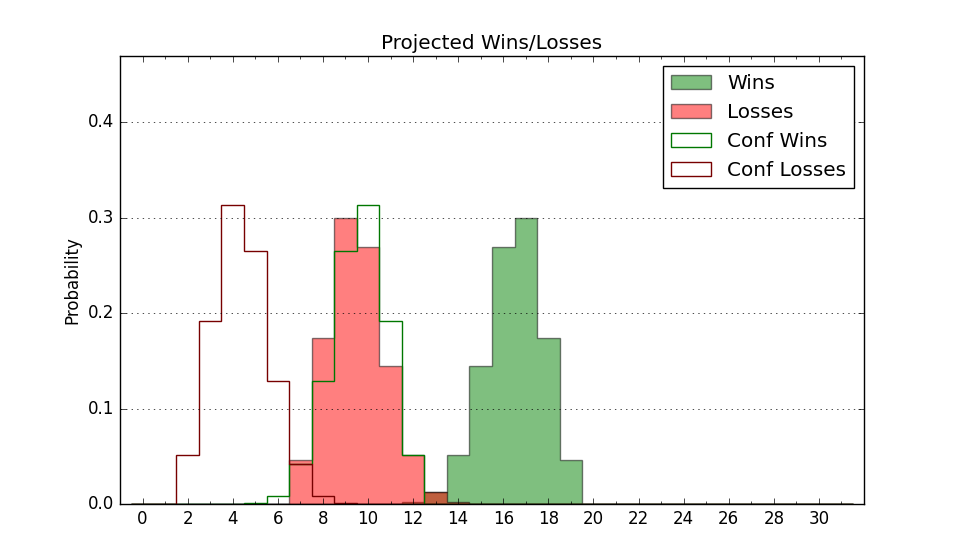 Projected Wins/Losses
Wins
Losses
Conf Wins
Conf Losses
Probability
0.4
0.3
0.2
0.1
0.0
0 2 4 6 8 10 12 14 16 18 20 22 24 26 28 30